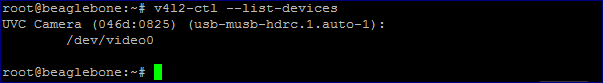 root@beaglebone:~# v4l2-ctl --list-devices
UVC Camera (046d:0825) (usb-musb-hdrc.1.auto-1):
        /dev/video0
root@beaglebone:~#